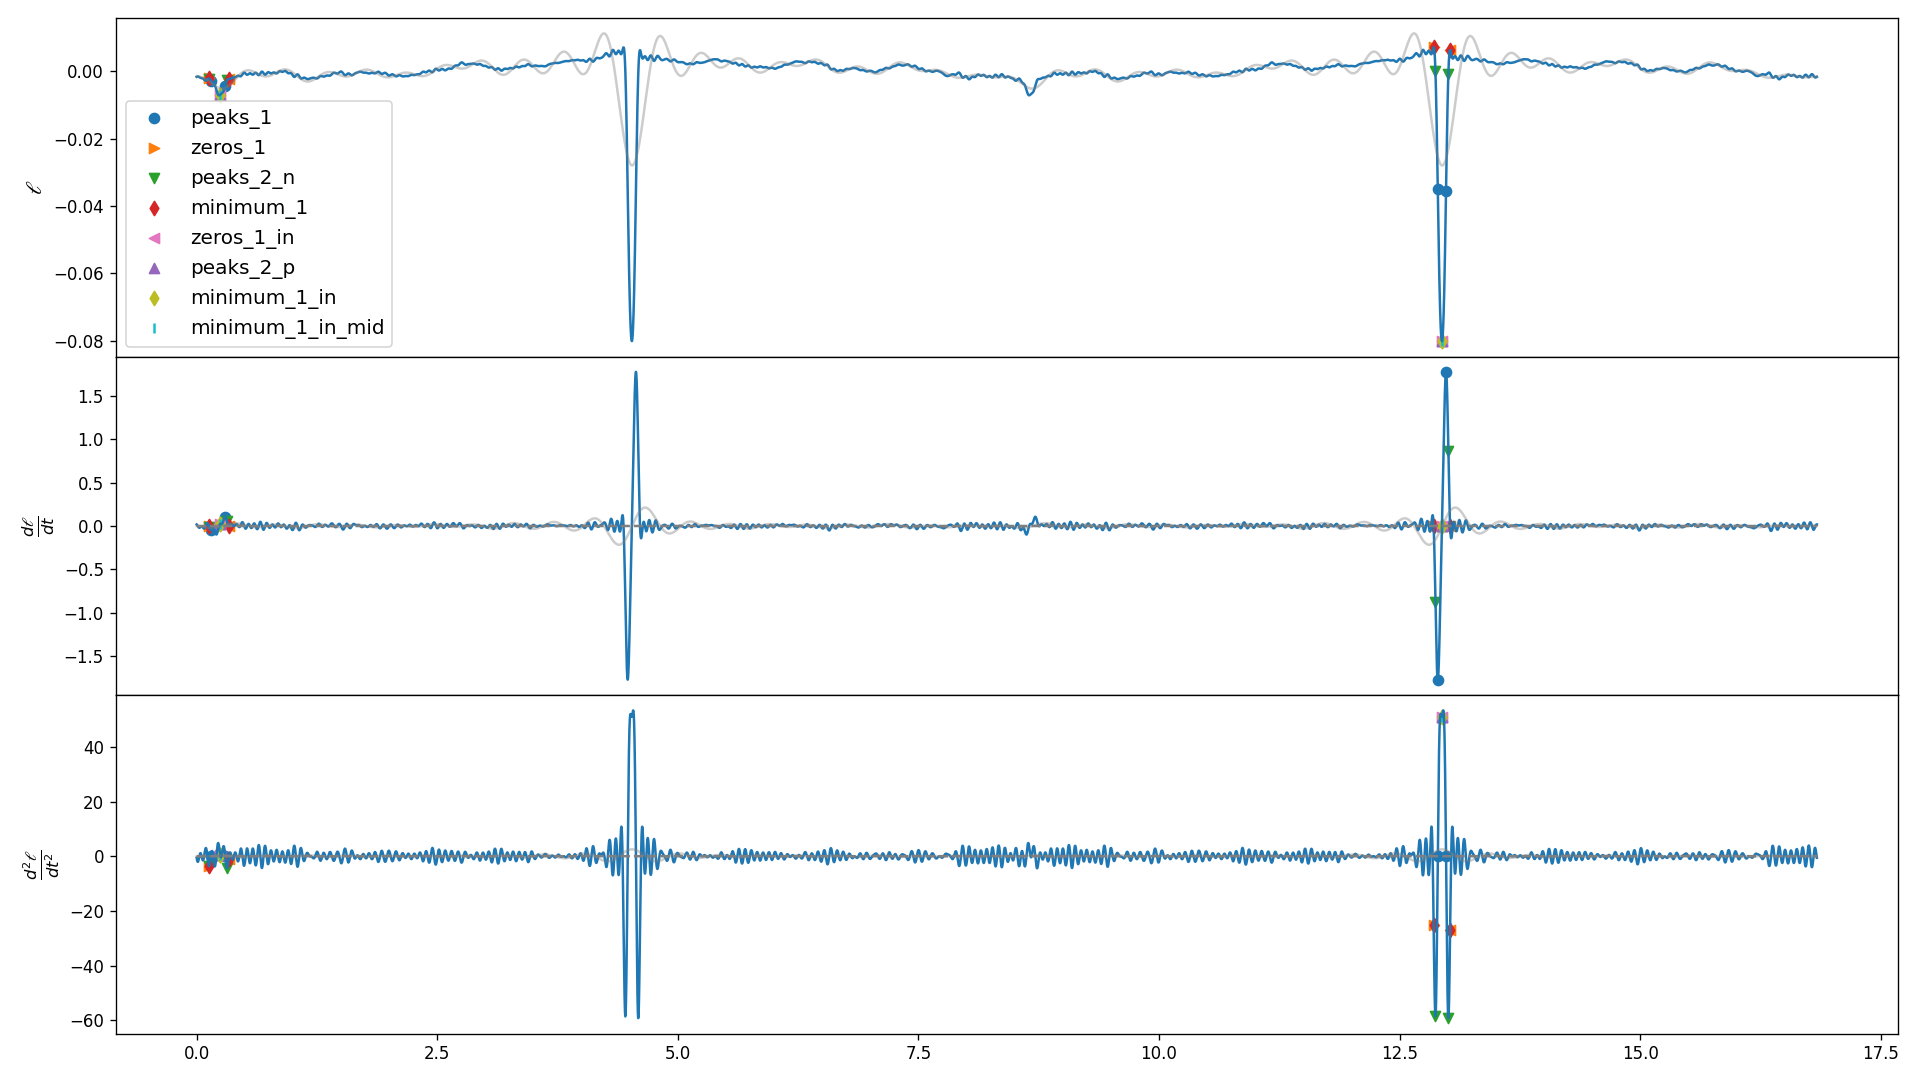 0.00
−0.02
−0.04
−0.06
−0.08
ℓ
peaks_1
zeros_1
peaks_2_n
minimum_1
zeros_1_in
peaks_2_p
minimum_1_in
minimum_1_in_mid
1.5
1.0
0.5
0.0
−0.5
−1.0
−1.5
dℓ
dt
40
20
0
−20
−40
−60
d²ℓ
dt²
0.0 2.5 5.0 7.5 10.0 12.5 15.0 17.5